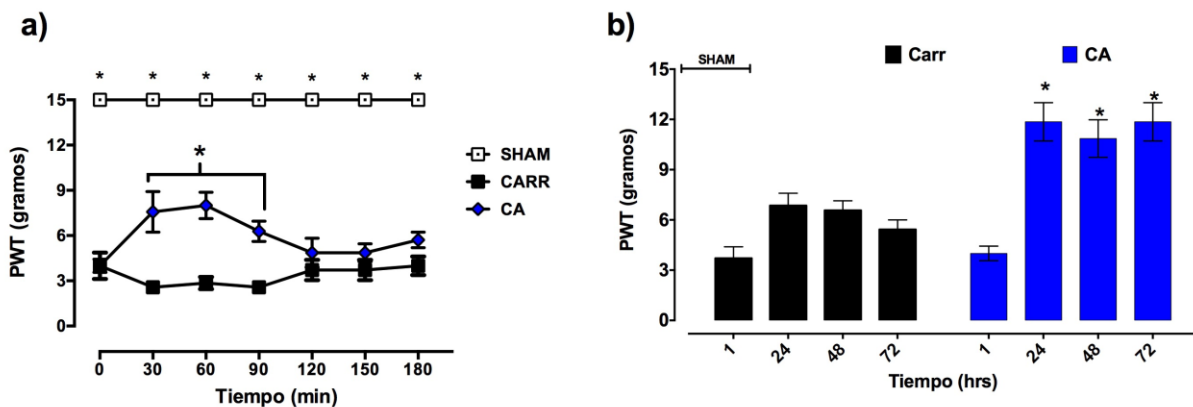 a)
* * * * * * *
15
12
9
6
3
0
PWT (gramos)
*
SHAM
CARR
CA
0 30 60 90 120 150 180
Tiempo (min)
b)
Carr CA
SHAM
15
12
9
6
3
0
PWT (gramos)
* * *
1 24 48 72 1 24 48 72
Tiempo (hrs)